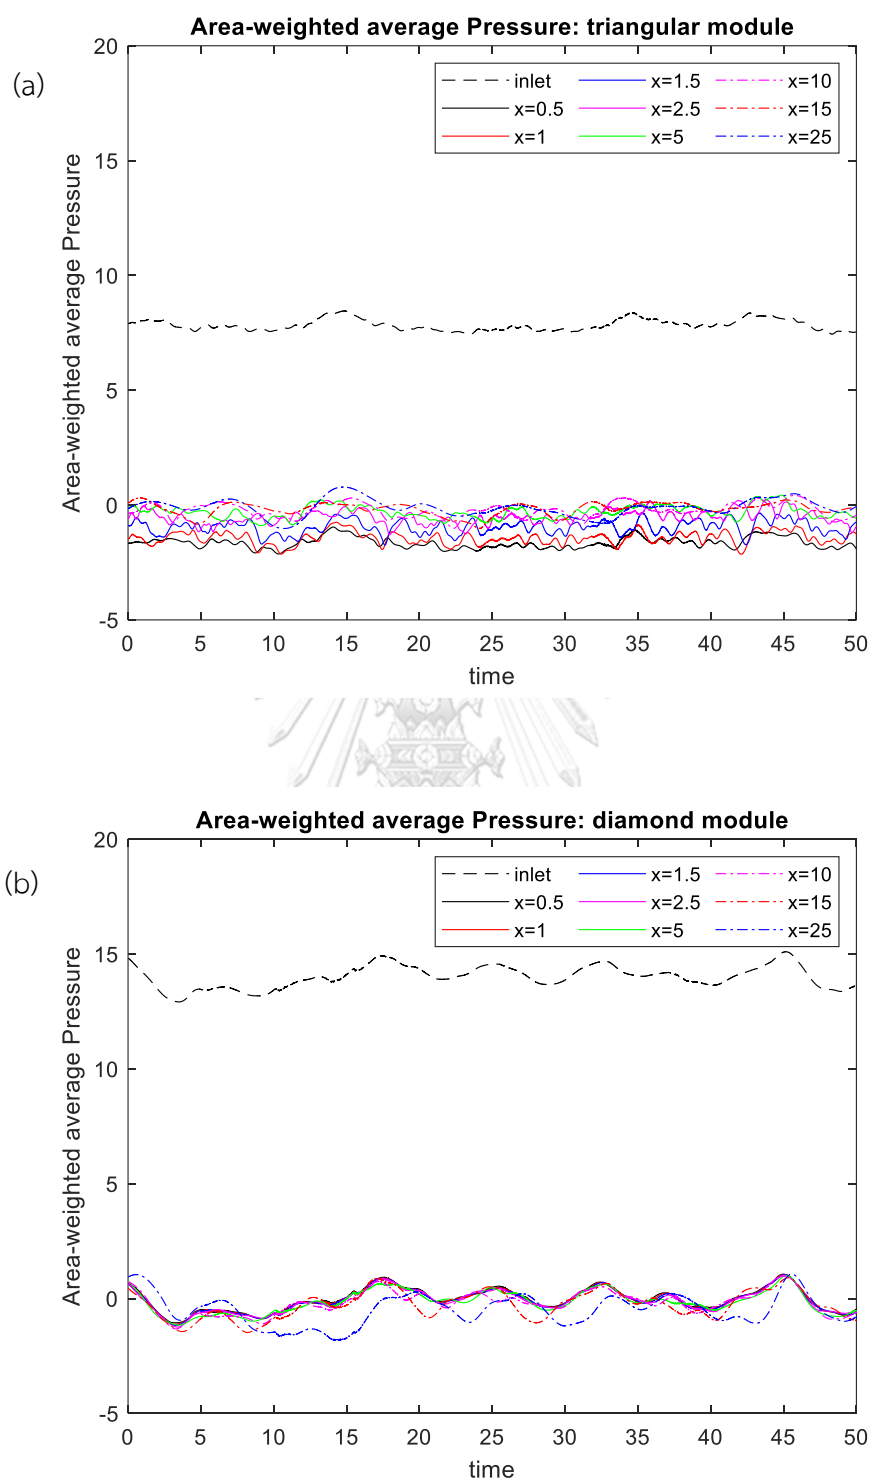 Area-weighted average Pressure: triangular module
(a)
20
15
10
5
0
-5
Area-weighted average Pressure
inlet x=1.5 x=10
x=0.5 x=2.5 x=15
x=1 x=5 x=25
0 5 10 15 20 25 30 35 40 45 50
time
Area-weighted average Pressure: diamond module
(b)
20
15
10
5
0
-5
Area-weighted average Pressure
inlet x=1.5 x=10
x=0.5 x=2.5 x=15
x=1 x=5 x=25
0 5 10 15 20 25 30 35 40 45 50
time